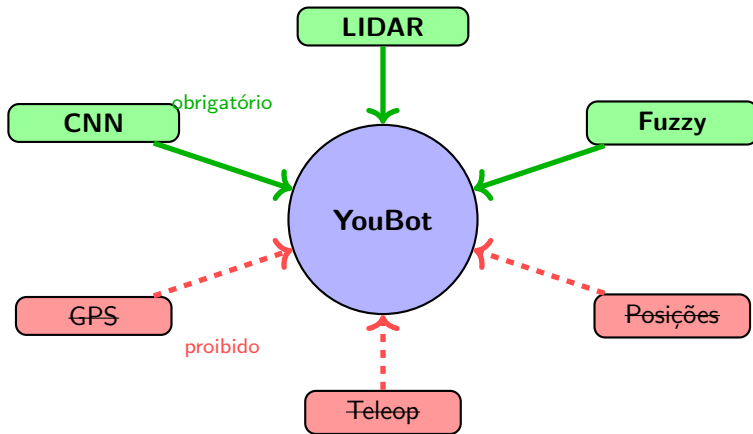 LIDAR
obrigatório
CNN
Fuzzy
YouBot
GPS
Posições
proibido
Teleop